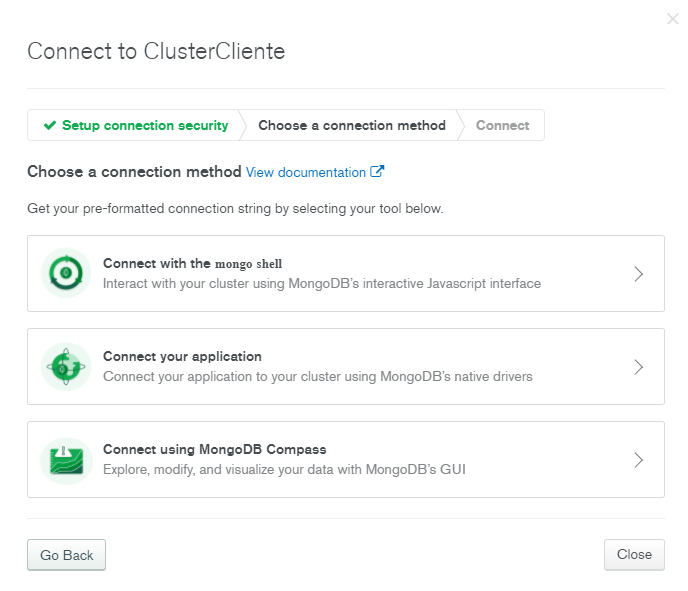 Connect to ClusterCliente
Setup connection security
Choose a connection method
Connect
Choose a connection method View documentation
Get your pre-formatted connection string by selecting your tool below.
Connect with the mongo shell
Interact with your cluster using MongoDB's interactive Javascript interface
Connect your application
Connect your application to your cluster using MongoDB's native drivers
Connect using MongoDB Compass
Explore, modify, and visualize your data with MongoDB's GUI
Go Back
Close